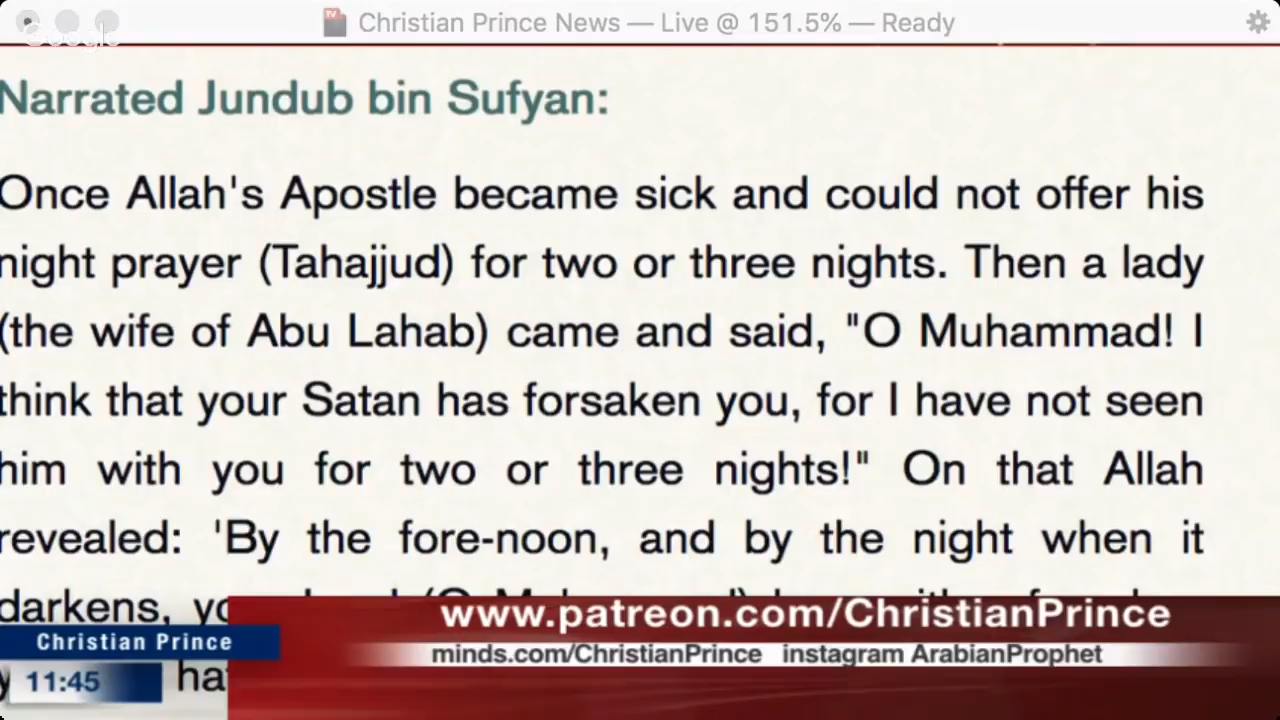 Christian Prince News — Live @ 151.5% — Ready
Google
Narrated Jundub bin Sufyan:
Once Allah's Apostle became sick and could not offer his
night prayer (Tahajjud) for two or three nights. Then a lady
(the wife of Abu Lahab) came and said, "O Muhammad! I
think that your Satan has forsaken you, for I have not seen
him with you for two or three nights!" On that Allah
revealed: 'By the fore-noon, and by the night when it
darkens,
www.patreon.com/ChristianPrince
Christian Prince
minds.com/ChristianPrince instagram ArabianProphet
11:45